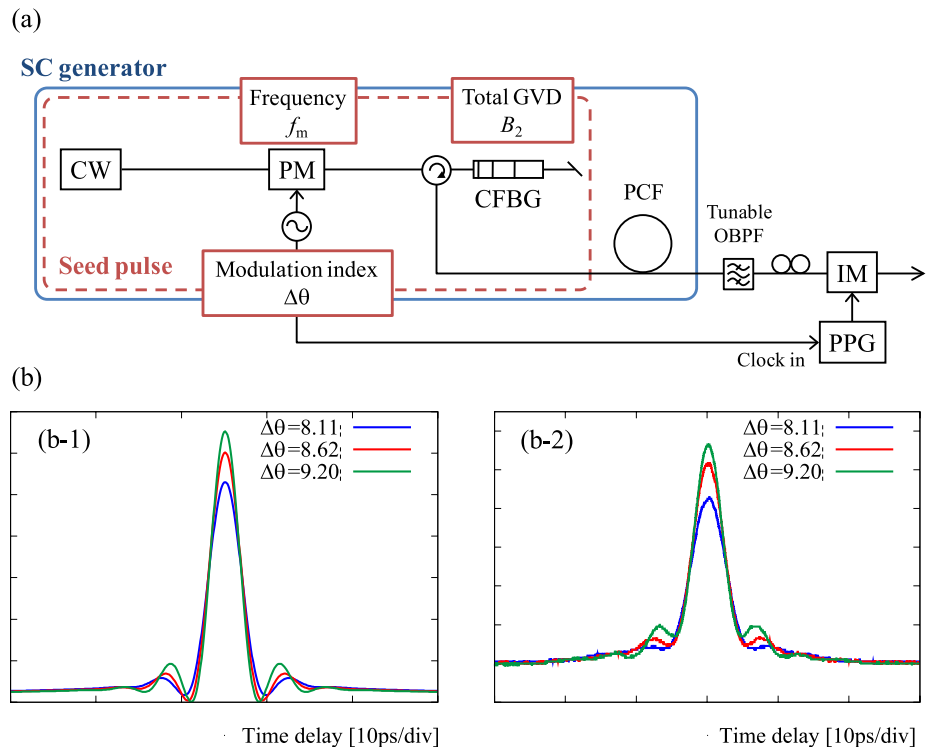 (a)
SC generator
Frequency
fm
Total GVD
B2
CW
PM
CFBG
PCF
Tunable
OBPF
Seed pulse
Modulation index
Δθ
IM
PPG
Clock in
(b)
(b-1)
Δθ=8.11
Δθ=8.62
Δθ=9.20
Time delay [10ps/div]
(b-2)
Δθ=8.11
Δθ=8.62
Δθ=9.20
Time delay [10ps/div]